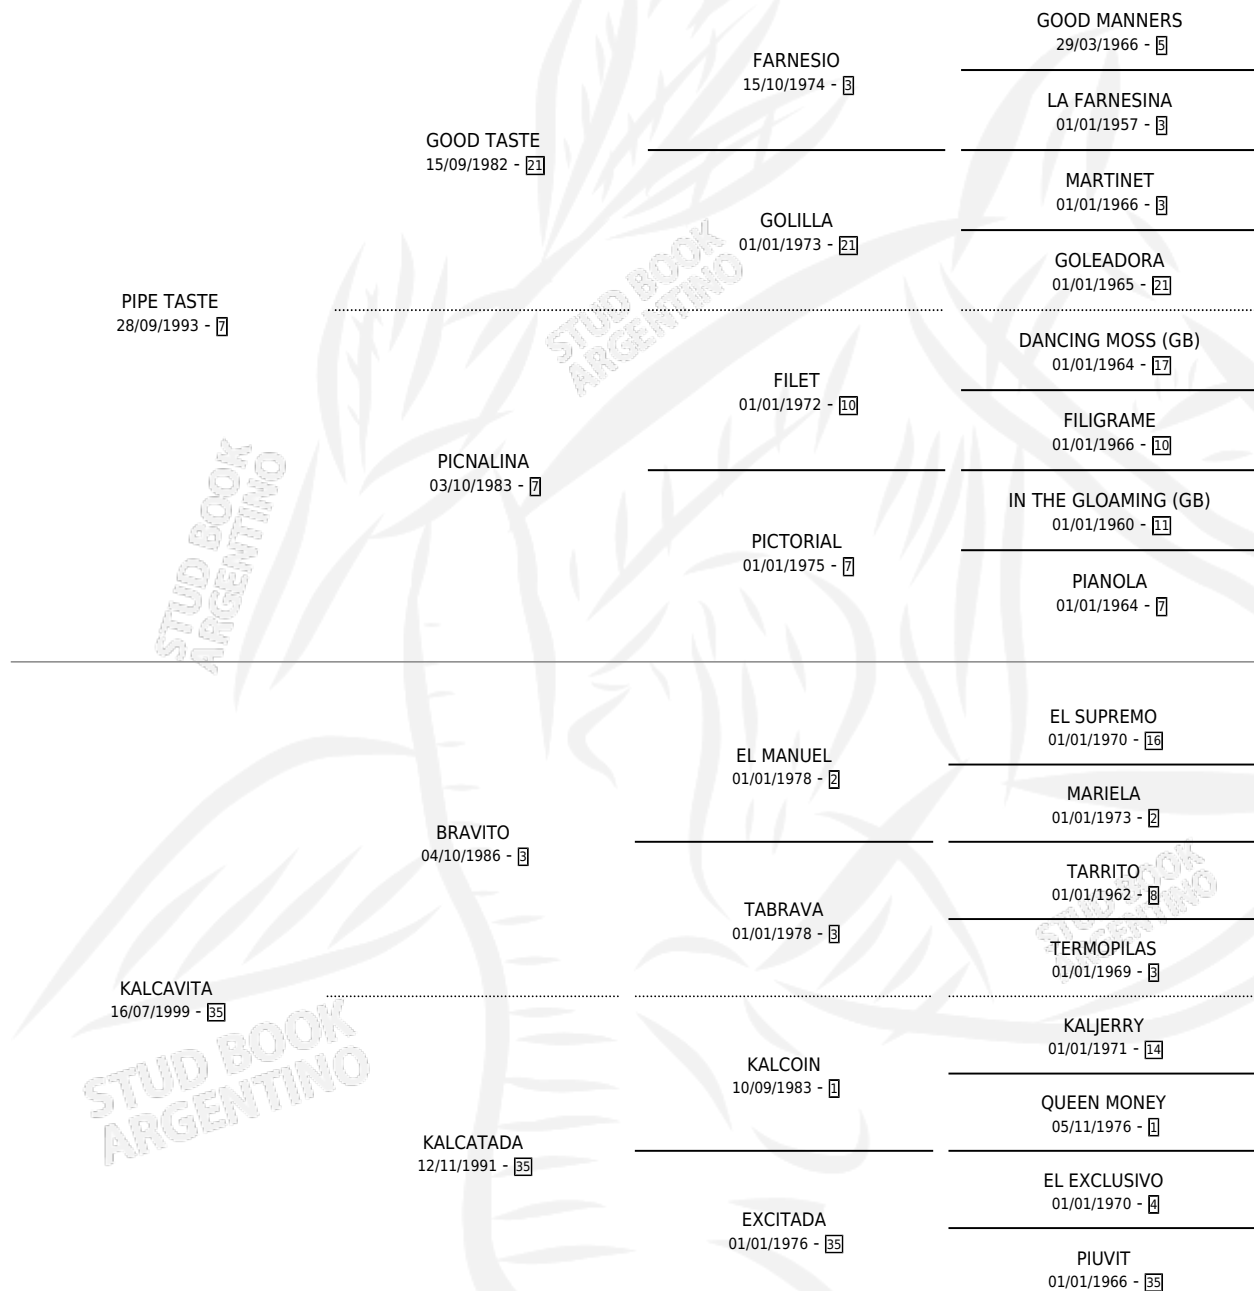 GOOD MANNERS
29/03/1966 - 5
FARNESIO
15/10/1974 - 3
LA FARNESINA
01/01/1957 - 3
GOOD TASTE
15/09/1982 - 21
MARTINET
01/01/1966 - 3
GOLILLA
01/01/1973 - 21
GOLEADORA
01/01/1965 - 21
PIPE TASTE
28/09/1993 - 7
DANCING MOSS (GB)
01/01/1964 - 17
FILET
01/01/1972 - 10
FILIGRAME
01/01/1966 - 10
PICNALINA
03/10/1983 - 7
IN THE GLOAMING (GB)
01/01/1960 - 11
PICTORIAL
01/01/1975 - 7
PIANOLA
01/01/1964 - 7
EL SUPREMO
01/01/1970 - 16
EL MANUEL
01/01/1978 - 2
MARIELA
01/01/1973 - 2
BRAVITO
04/10/1986 - 3
TARRITO
01/01/1962 - 8
TABRAVA
01/01/1978 - 3
TERMOPILAS
01/01/1969 - 3
KALCAVITA
16/07/1999 - 35
KALJERRY
01/01/1971 - 14
KALCOIN
10/09/1983 - 1
QUEEN MONEY
05/11/1976 - 1
KALCATADA
12/11/1991 - 35
EL EXCLUSIVO
01/01/1970 - 4
EXCITADA
01/01/1976 - 35
PIUVIT
01/01/1966 - 35
STUD BOOK
ARGENTINO
STUD BOOK
ARGENTINO
STUD BOOK
ARGENTINO
STUD BOOK
ARGENTINO